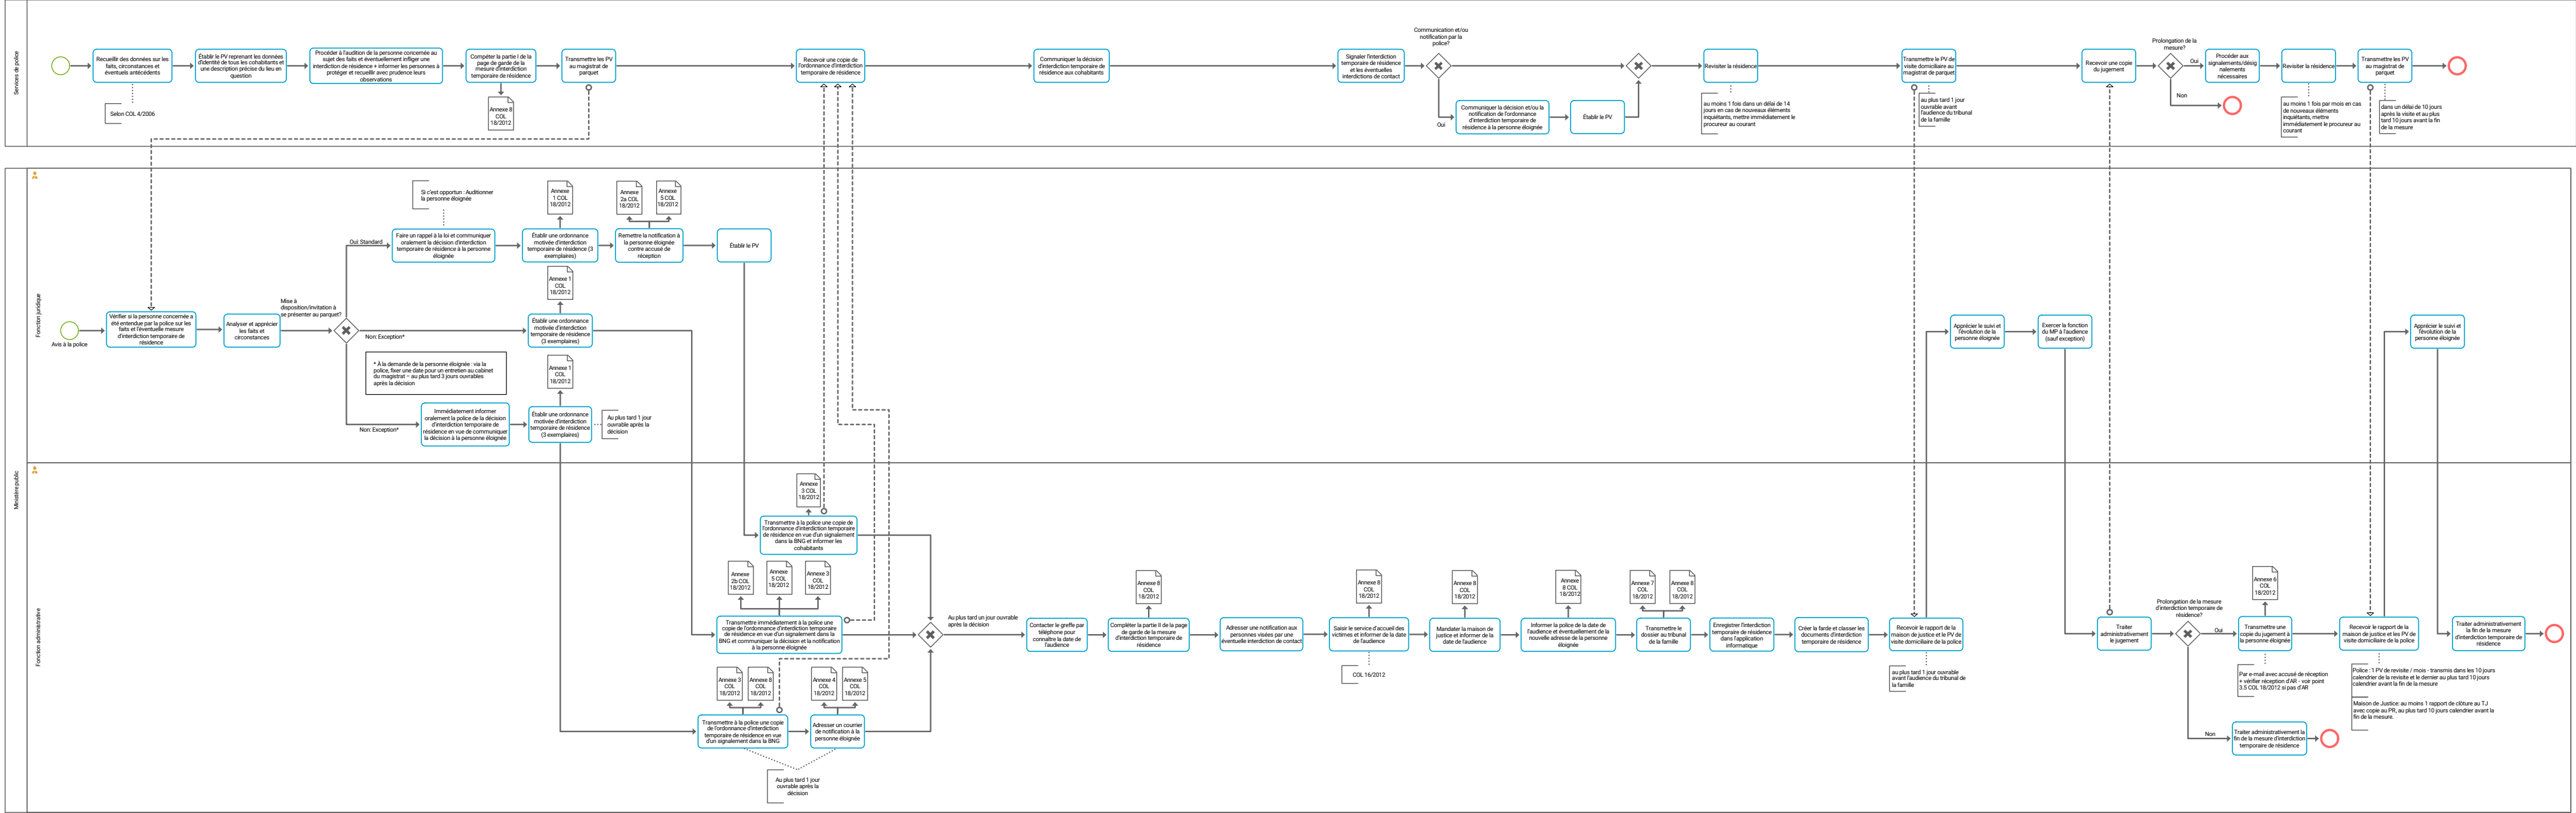 Services de police
Recueillir des données sur les
faits, circonstances et
éventuels antécédents
Selon COL 4/2006
Établir le PV reprenant les données
d'identité de tous les cohabitants et
une description précise du lieu en
question
Procéder à l'audition de la personne concernée au
sujet des faits et éventuellement infliger une
interdiction de résidence + informer les personnes à
protéger et recueillir avec prudence leurs
observations
Compéter la partie I de la
page de garde de la
mesure d'interdiction
temporaire de résidence
Annexe 8
COL
18/2012
Transmettre les PV
au magistrat de
parquet
Recevoir une copie de
l'ordonnance d'interdiction
temporaire de résidence
Communiquer la décision
d'interdiction temporaire de
résidence aux cohabitants
Signaler l'interdiction
temporaire de résidence
et les éventuelles
interdictions de contact
Communication et/ou
notification par la
police?
Oui
Communiquer la décision et/ou la
notification de l'ordonnance
d'interdiction temporaire de
résidence à la personne éloignée
Établir le PV
Revisiter la résidence
au moins 1 fois dans un délai de 14
jours en cas de nouveaux éléments
inquiétants, mettre immédiatement le
procureur au courant
Transmettre le PV de
visite domiciliaire au
magistrat de parquet
au plus tard 1 jour
ouvrable avant
l'audience du tribunal
de la famille
Recevoir une copie
du jugement
Prolongation de la
mesure?
Oui
Non
Procéder aux
signalements/désig
nalements
nécessaires
Revisiter la résidence
au moins 1 fois par mois en cas
de nouveaux éléments
inquiétants, mettre
immédiatement le procureur au
courant
Transmettre les PV
au magistrat de
parquet
dans un délai de 10 jours
après la visite et au plus
tard 10 jours avant la fin
de la mesure
Ministère public
Fonction juridique
Avis à la police
Vérifier si la personne concernée a
été entendue par la police sur les
faits et l'éventuelle mesure
d'interdiction temporaire de
résidence
Analyser et apprécier
les faits et
circonstances
Mise à
disposition/invitation à
se présenter au parquet?
Oui: Standard
Non: Exception*
Non: Exception*
* À la demande de la personne éloignée : via la
police, fixer une date pour un entretien au cabinet
du magistrat – au plus tard 3 jours ouvrables
après la décision
Si c'est opportun : Auditionner
la personne éloignée
Faire un rappel à la loi et communiquer
oralement la décision d'interdiction
temporaire de résidence à la personne
éloignée
Annexe
1 COL
18/2012
Établir une ordonnance
motivée d'interdiction
temporaire de résidence (3
exemplaires)
Annexe
2a COL
18/2012
Annexe
5 COL
18/2012
Remettre la notification à
la personne éloignée
contre accusé de
réception
Établir le PV
Annexe 1
COL
18/2012
Établir une ordonnance
motivée d'interdiction
temporaire de résidence
(3 exemplaires)
Immédiatement informer
oralement la police de la décision
d'interdiction temporaire de
résidence en vue de communiquer
la décision à la personne éloignée
Annexe 1
COL
18/2012
Établir une ordonnance
motivée d'interdiction
temporaire de résidence
(3 exemplaires)
Au plus tard 1 jour
ouvrable après la
décision
Apprécier le suivi et
l'évolution de la
personne éloignée
Exercer la fonction
du MP à l'audience
(sauf exception)
Apprécier le suivi et
l'évolution de la
personne éloignée
Fonction administrative
Annexe
3 COL
18/2012
Transmettre à la police une copie de
l'ordonnance d'interdiction temporaire
de résidence en vue d'un signalement
dans la BNG et informer les
cohabitants
Annexe
2b COL
18/2012
Annexe
5 COL
18/2012
Annexe 3
COL
18/2012
Transmettre immédiatement à la police une
copie de l'ordonnance d'interdiction temporaire
de résidence en vue d'un signalement dans la
BNG et communiquer la décision et la notification
à la personne éloignée
Annexe 3
COL
18/2012
Annexe 8
COL
18/2012
Transmettre à la police une copie
de l'ordonnance d'interdiction
temporaire de résidence en vue
d'un signalement dans la BNG
Annexe 4
COL
18/2012
Annexe 5
COL
18/2012
Adresser un courrier
de notification à la
personne éloignée
Au plus tard 1 jour
ouvrable après la
décision
Au plus tard un jour ouvrable
après la décision
Contacter le greffe par
téléphone pour
connaître la date de
l'audience
Annexe 8
COL
18/2012
Compléter la partie II de la page
de garde de la mesure
d'interdiction temporaire de
résidence
Adresser une notification aux
personnes visées par une
éventuelle interdiction de contact
Annexe 8
COL
18/2012
Saisir le service d'accueil des
victimes et informer de la date
de l'audience
COL 16/2012
Annexe 8
COL
18/2012
Mandater la maison de
justice et informer de la
date de l'audience
Annexe
8 COL
18/2012
Informer la police de la date de
l'audience et éventuellement de la
nouvelle adresse de la personne
éloignée
Annexe 7
COL
18/2012
Annexe 8
COL
18/2012
Transmettre le
dossier au tribunal
de la famille
Enregistrer l'interdiction
temporaire de résidence
dans l'application
informatique
Créer la farde et classer les
documents d'interdiction
temporaire de résidence
Recevoir le rapport de la
maison de justice et le PV de
visite domiciliaire de la police
au plus tard 1 jour ouvrable
avant l'audience du tribunal de
la famille
Traiter
administrativement
le jugement
Prolongation de la mesure
d'interdiction temporaire de
résidence?
Oui
Non
Annexe 6
COL
18/2012
Transmettre une
copie du jugement à
la personne éloignée
Par e-mail avec accusé de réception
+ vérifier réception d'AR - voir point
3.5 COL 18/2012 si pas d'AR
Traiter administrativement la
fin de la mesure d'interdiction
temporaire de résidence
Recevoir le rapport de la
maison de justice et les PV de
visite domiciliaire de la police
Police : 1 PV de revisite / mois - transmis dans les 10 jours
calendrier de la revisite et le dernier au plus tard 10 jours
calendrier avant la fin de la mesure
Maison de Justice: au moins 1 rapport de clôture au TJ
avec copie au PR, au plus tard 10 jours calendrier avant la
fin de la mesure.
Traiter administrativement
la fin de la mesure
d'interdiction temporaire de
résidence